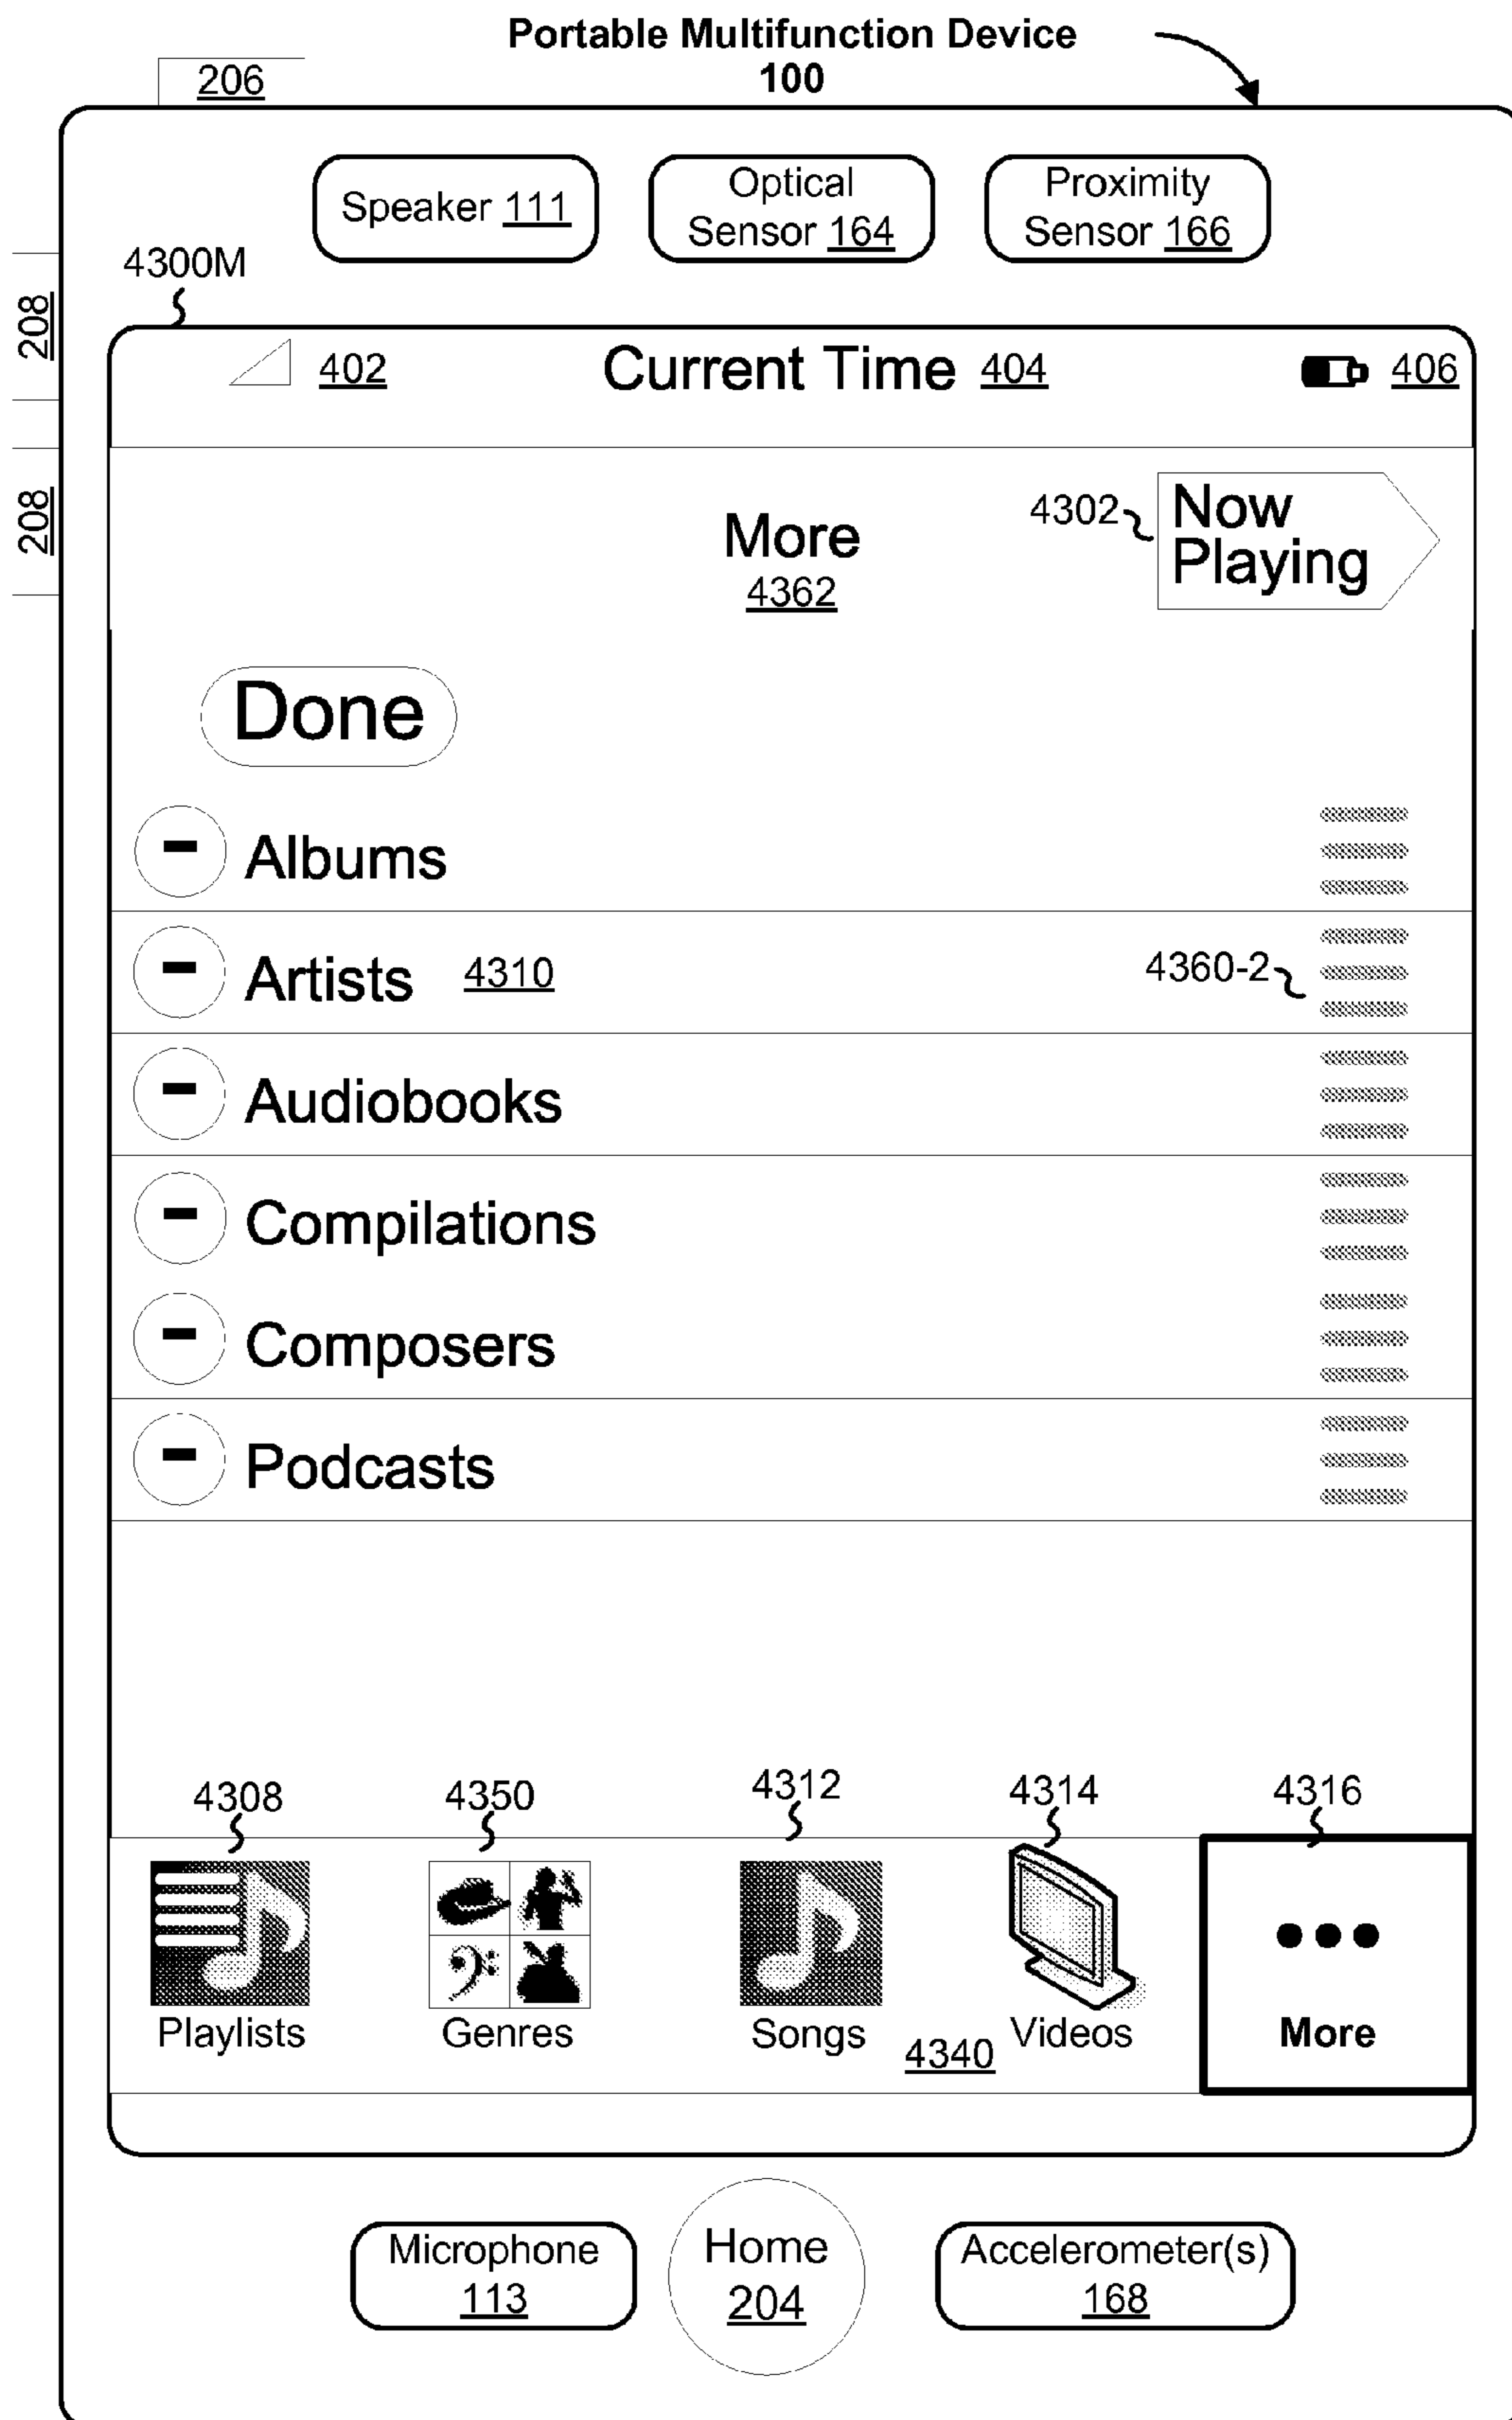 Portable Multifunction Device
100
206
Speaker 111
Optical
Sensor 164
Proximity
Sensor 166
208
4300M
402
Current Time 404
406
208
More
4362
4302
Now
Playing
Done
- Albums
- Artists 4310
4360-2
- Audiobooks
- Compilations
- Composers
- Podcasts
4308
4350
4312
4314
4316
Playlists
Genres
Songs
4340
Videos
More
Microphone
113
Home
204
Accelerometer(s)
168